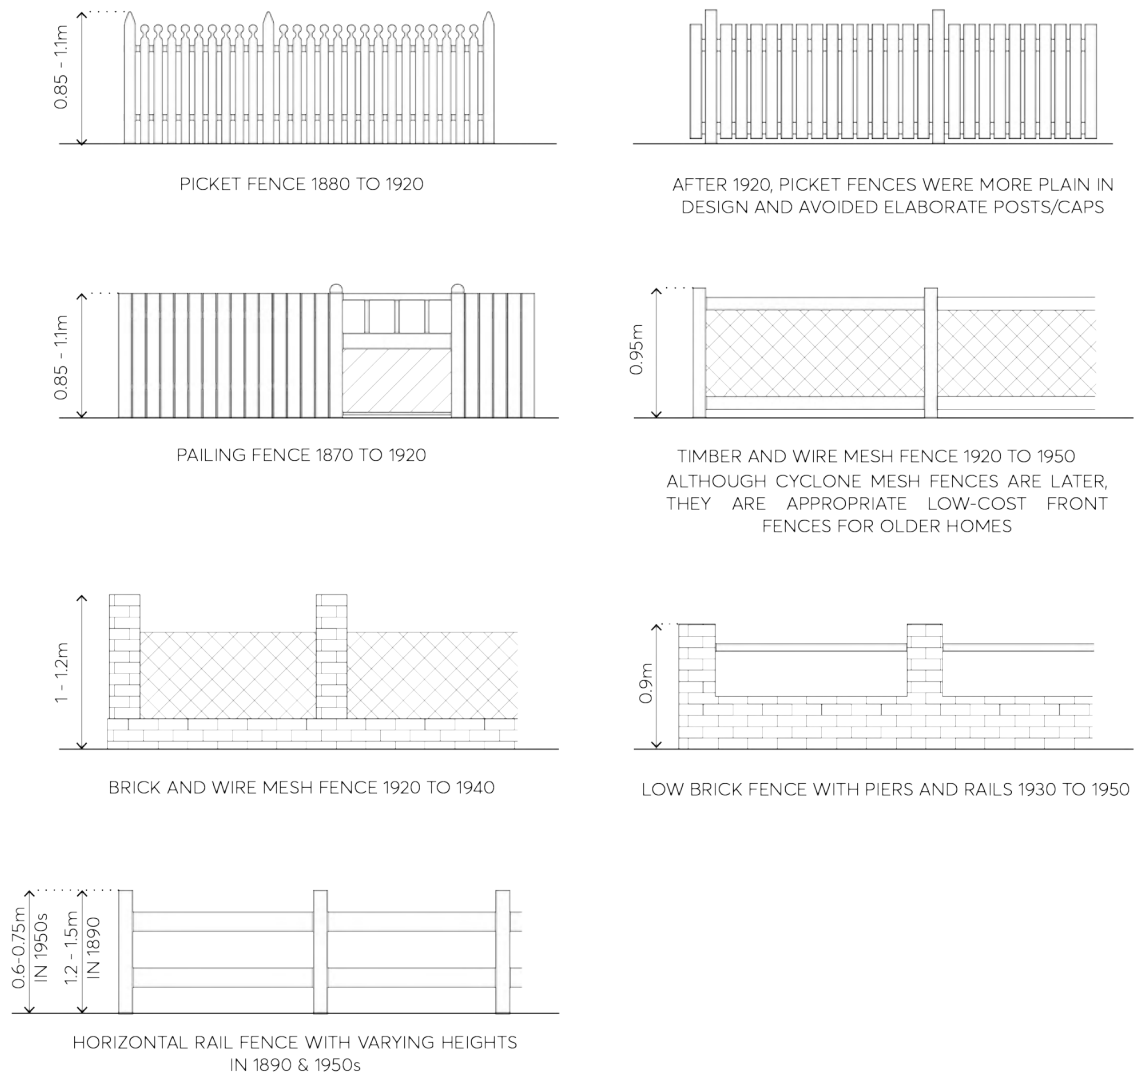 0.85 - 1.1m
PICKET FENCE 1880 TO 1920
AFTER 1920, PICKET FENCES WERE MORE PLAIN IN
DESIGN AND AVOIDED ELABORATE POSTS/CAPS
0.85 - 1.1m
PAILING FENCE 1870 TO 1920
0.95m
TIMBER AND WIRE MESH FENCE 1920 TO 1950
ALTHOUGH CYCLONE MESH FENCES ARE LATER,
THEY ARE APPROPRIATE LOW-COST FRONT
FENCES FOR OLDER HOMES
1 - 1.2m
BRICK AND WIRE MESH FENCE 1920 TO 1940
0.9m
LOW BRICK FENCE WITH PIERS AND RAILS 1930 TO 1950
0.6-0.75m
IN 1950s
1.2 - 1.5m
IN 1890
HORIZONTAL RAIL FENCE WITH VARYING HEIGHTS
IN 1890 & 1950s